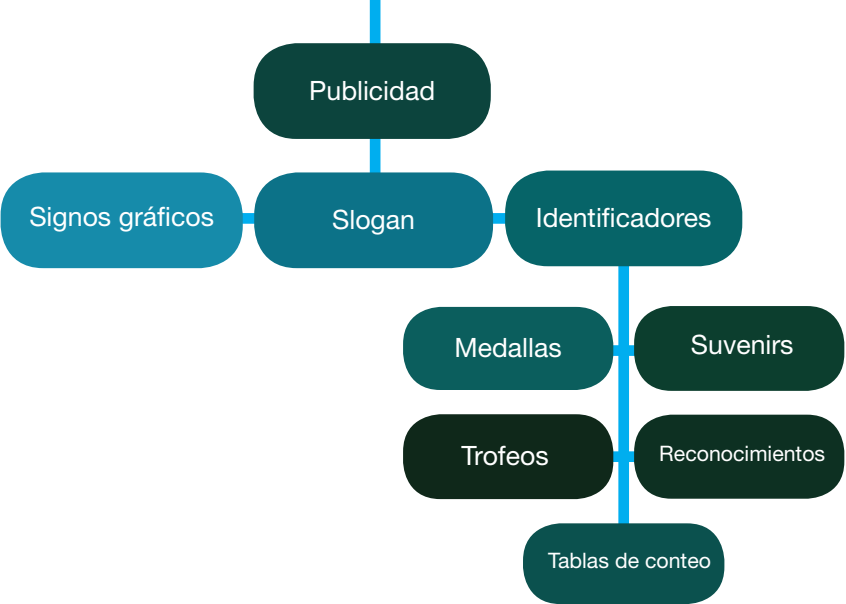 Publicidad
Signos gráficos
Slogan
Identificadores
Medallas
Suvenirs
Trofeos
Reconocimientos
Tablas de conteo